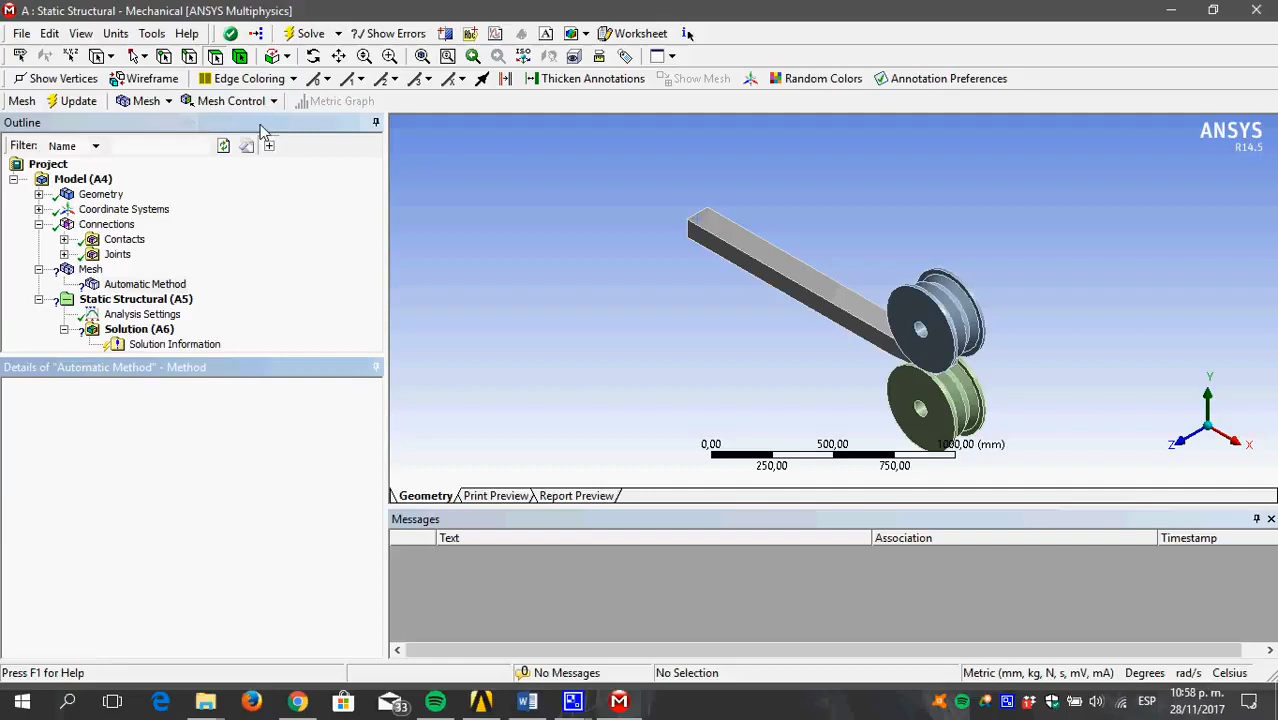 A : Static Structural - Mechanical [ANSYS Multiphysics]
File Edit View Units Tools Help Solve Show Errors A Worksheet i
XYZ ISO
Show Vertices Wireframe Edge Coloring Thicken Annotations Show Mesh Random Colors Annotation Preferences
Mesh Update Mesh Mesh Control Metric Graph
Outline
Filter: Name
Project
Model (A4)
Geometry
Coordinate Systems
Connections
Contacts
Joints
Mesh
Automatic Method
Static Structural (A5)
Analysis Settings
Solution (A6)
Solution Information
Details of "Automatic Method" - Method
ANSYS
R14.5
Y
Z X
0,00 500,00 1000,00 (mm)
250,00 750,00
Geometry Print Preview Report Preview
Messages
Text Association Timestamp
Press F1 for Help 0 No Messages No Selection Metric (mm, kg, N, s, mV, mA) Degrees rad/s Celsius
33 ESP 10:58 p. m.
28/11/2017